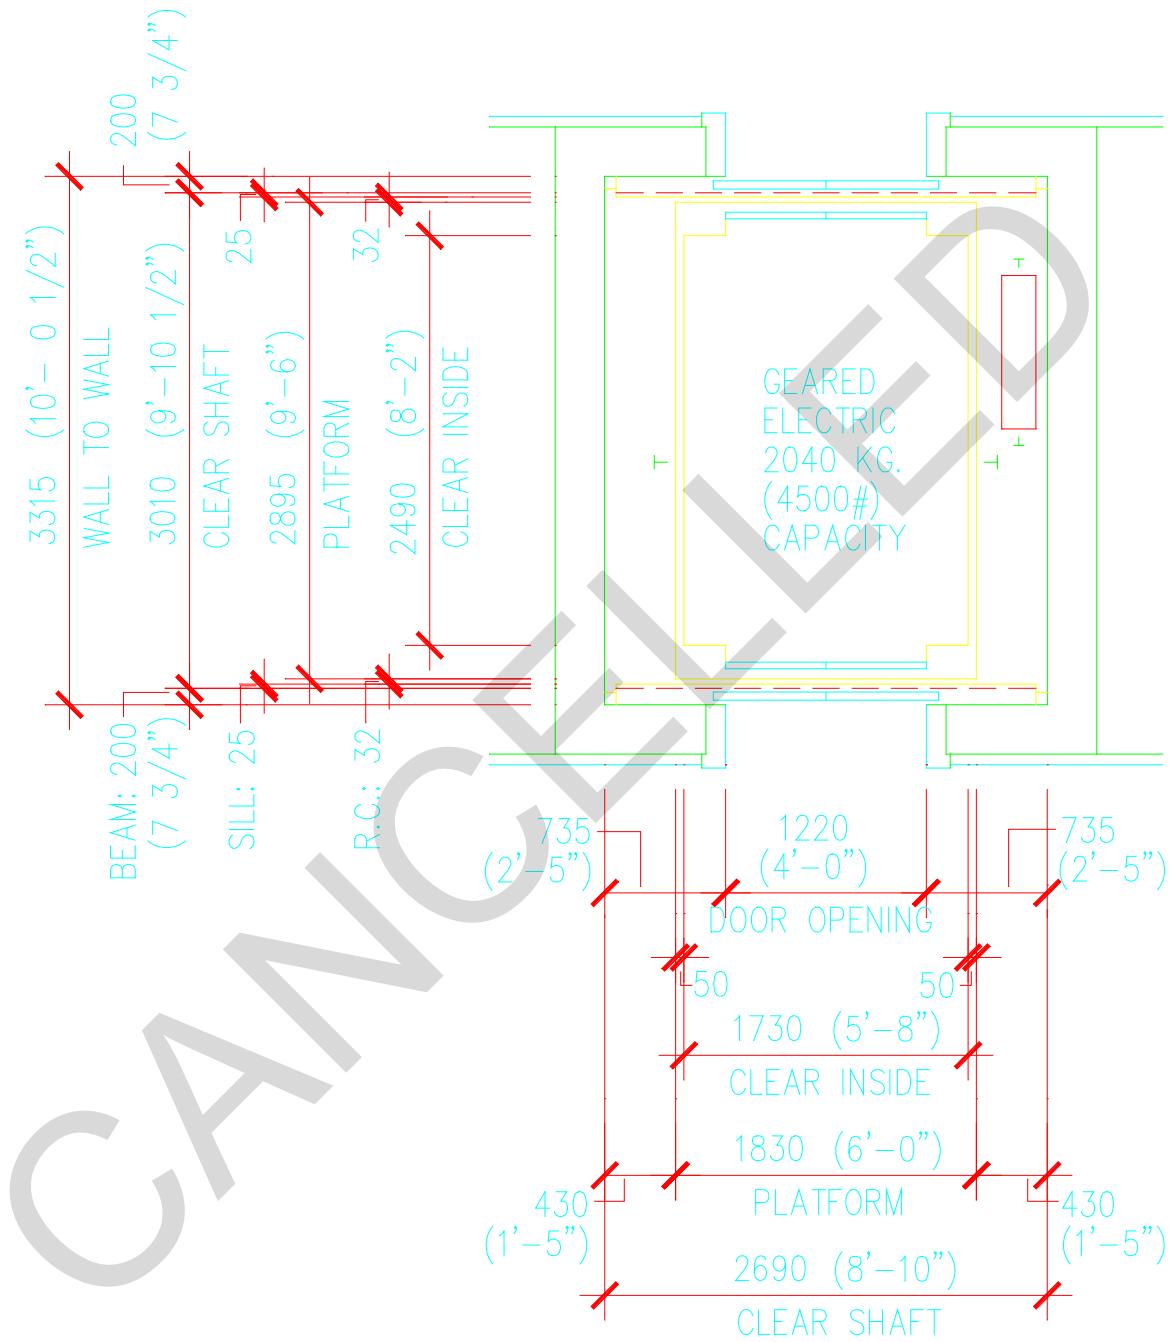 200
(7 3/4")
25
32
3315 (10'- 0 1/2")
WALL TO WALL
3010 (9'-10 1/2")
CLEAR SHAFT
2895 (9'-6")
PLATFORM
2490 (8'-2")
CLEAR INSIDE
BEAM: 200
(7 3/4")
SILL: 25
R.C.: 32
GEARED
ELECTRIC
2040 KG.
(4500#)
CAPACITY
735
(2'-5")
1220
(4'-0")
735
(2'-5")
DOOR OPENING
50
50
1730 (5'-8")
CLEAR INSIDE
1830 (6'-0")
PLATFORM
430
(1'-5")
430
(1'-5")
2690 (8'-10")
CLEAR SHAFT
CANCELLED